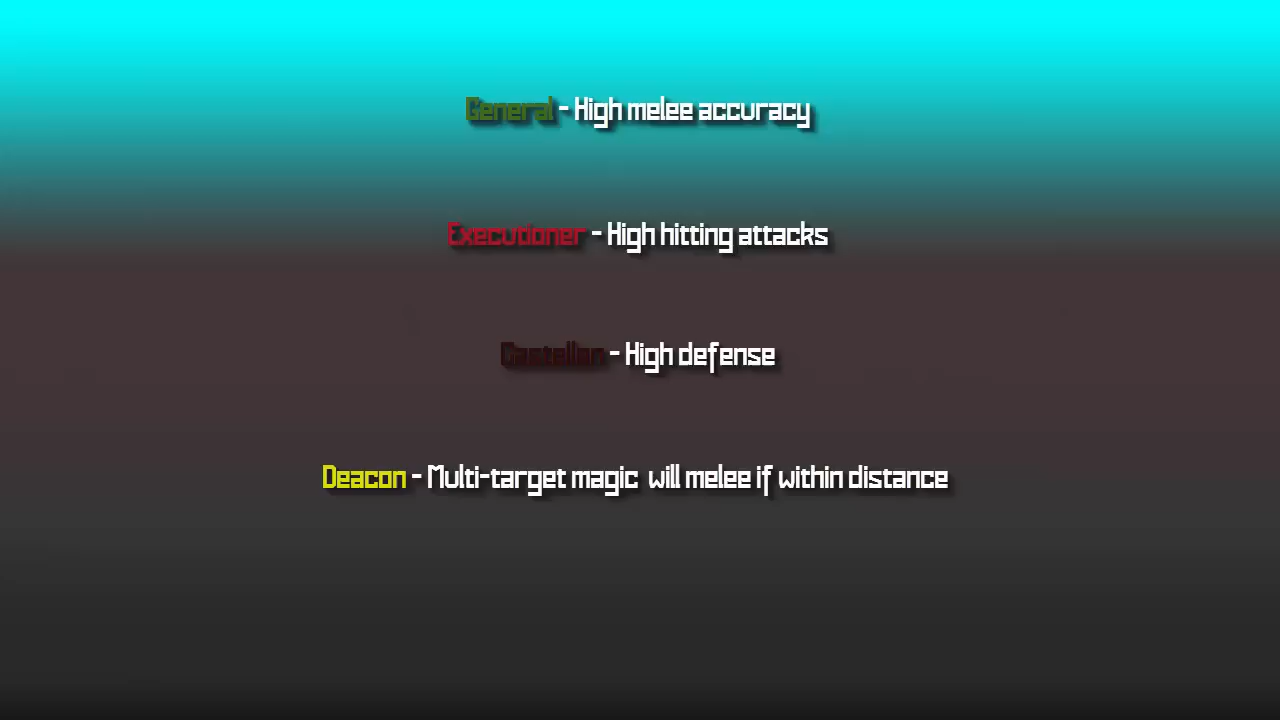 General - High melee accuracy
Executioner - High hitting attacks
Castellan - High defense
Deacon - Multi-target magic will melee if within distance